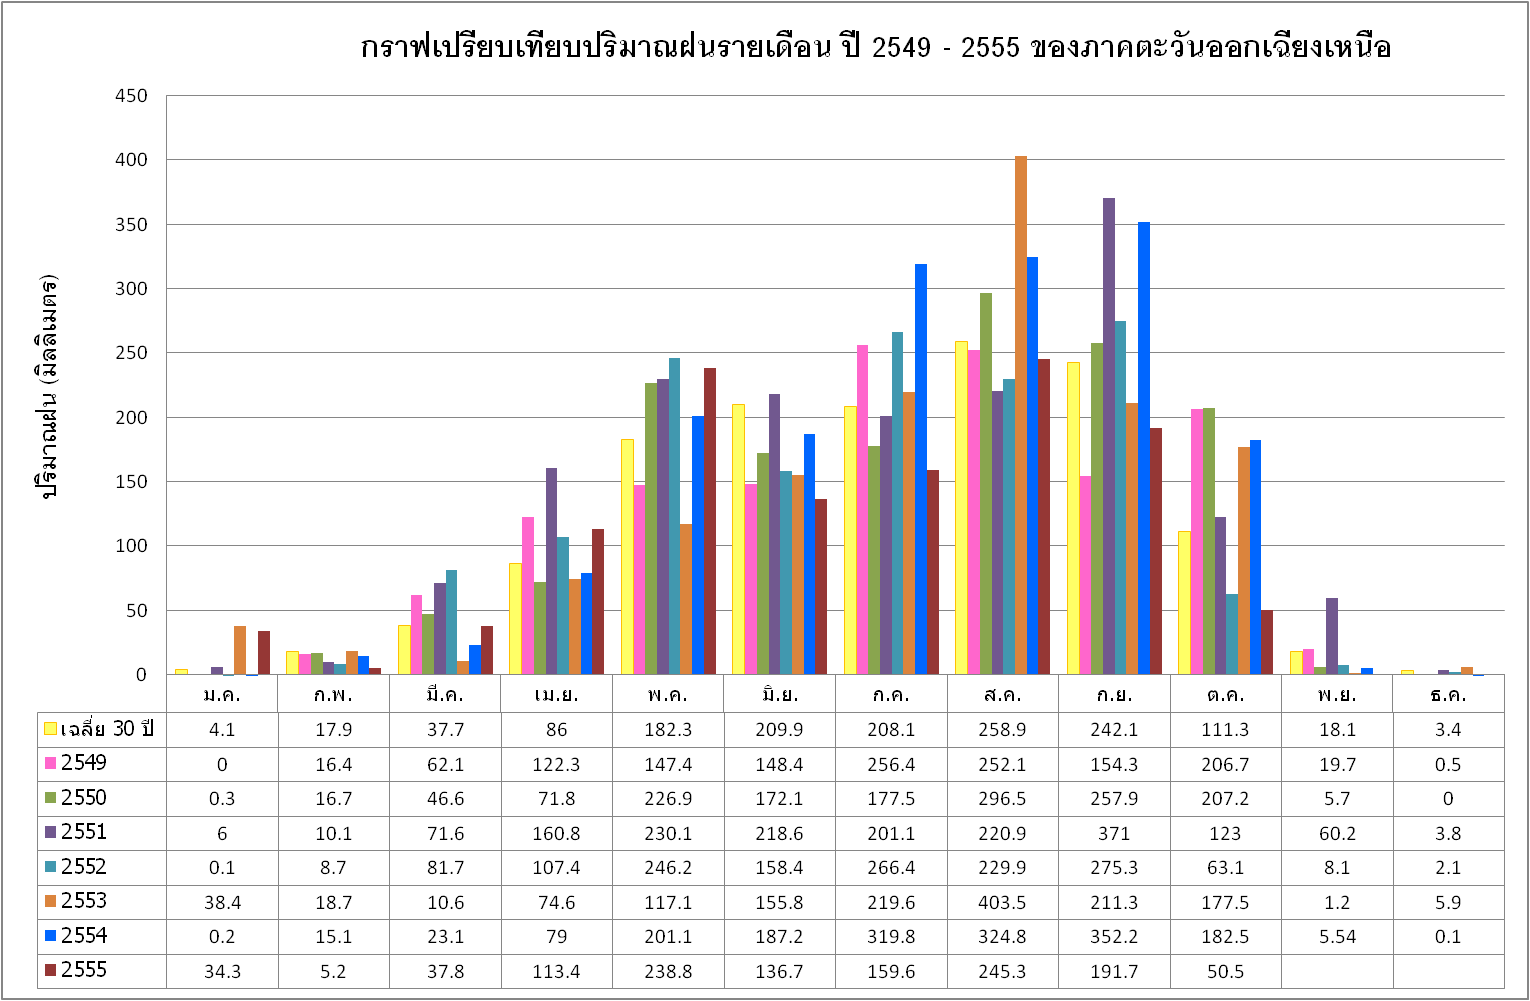 กราฟเปรียบเทียบปริมาณฝนรายเดือน ปี 2549 - 2555 ของภาคตะวันออกเฉียงเหนือ
ปริมาณฝน (มิลลิเมตร)
450
400
350
300
250
200
150
100
50
0
ม.ค. ก.พ. มี.ค. เม.ย. พ.ค. มิ.ย. ก.ค. ส.ค. ก.ย. ต.ค. พ.ย. ธ.ค.
เฉลี่ย 30 ปี 4.1 17.9 37.7 86 182.3 209.9 208.1 258.9 242.1 111.3 18.1 3.4
2549 0 16.4 62.1 122.3 147.4 148.4 256.4 252.1 154.3 206.7 19.7 0.5
2550 0.3 16.7 46.6 71.8 226.9 172.1 177.5 296.5 257.9 207.2 5.7 0
2551 6 10.1 71.6 160.8 230.1 218.6 201.1 220.9 371 123 60.2 3.8
2552 0.1 8.7 81.7 107.4 246.2 158.4 266.4 229.9 275.3 63.1 8.1 2.1
2553 38.4 18.7 10.6 74.6 117.1 155.8 219.6 403.5 211.3 177.5 1.2 5.9
2554 0.2 15.1 23.1 79 201.1 187.2 319.8 324.8 352.2 182.5 5.54 0.1
2555 34.3 5.2 37.8 113.4 238.8 136.7 159.6 245.3 191.7 50.5